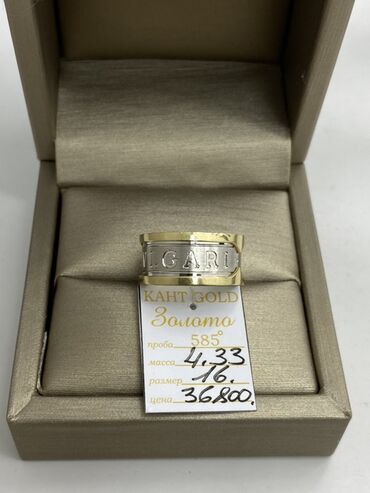 LGARI
КАНТ GOLD
Золото
проба 585°
масса 4.33
размер 16.
цена 36800.